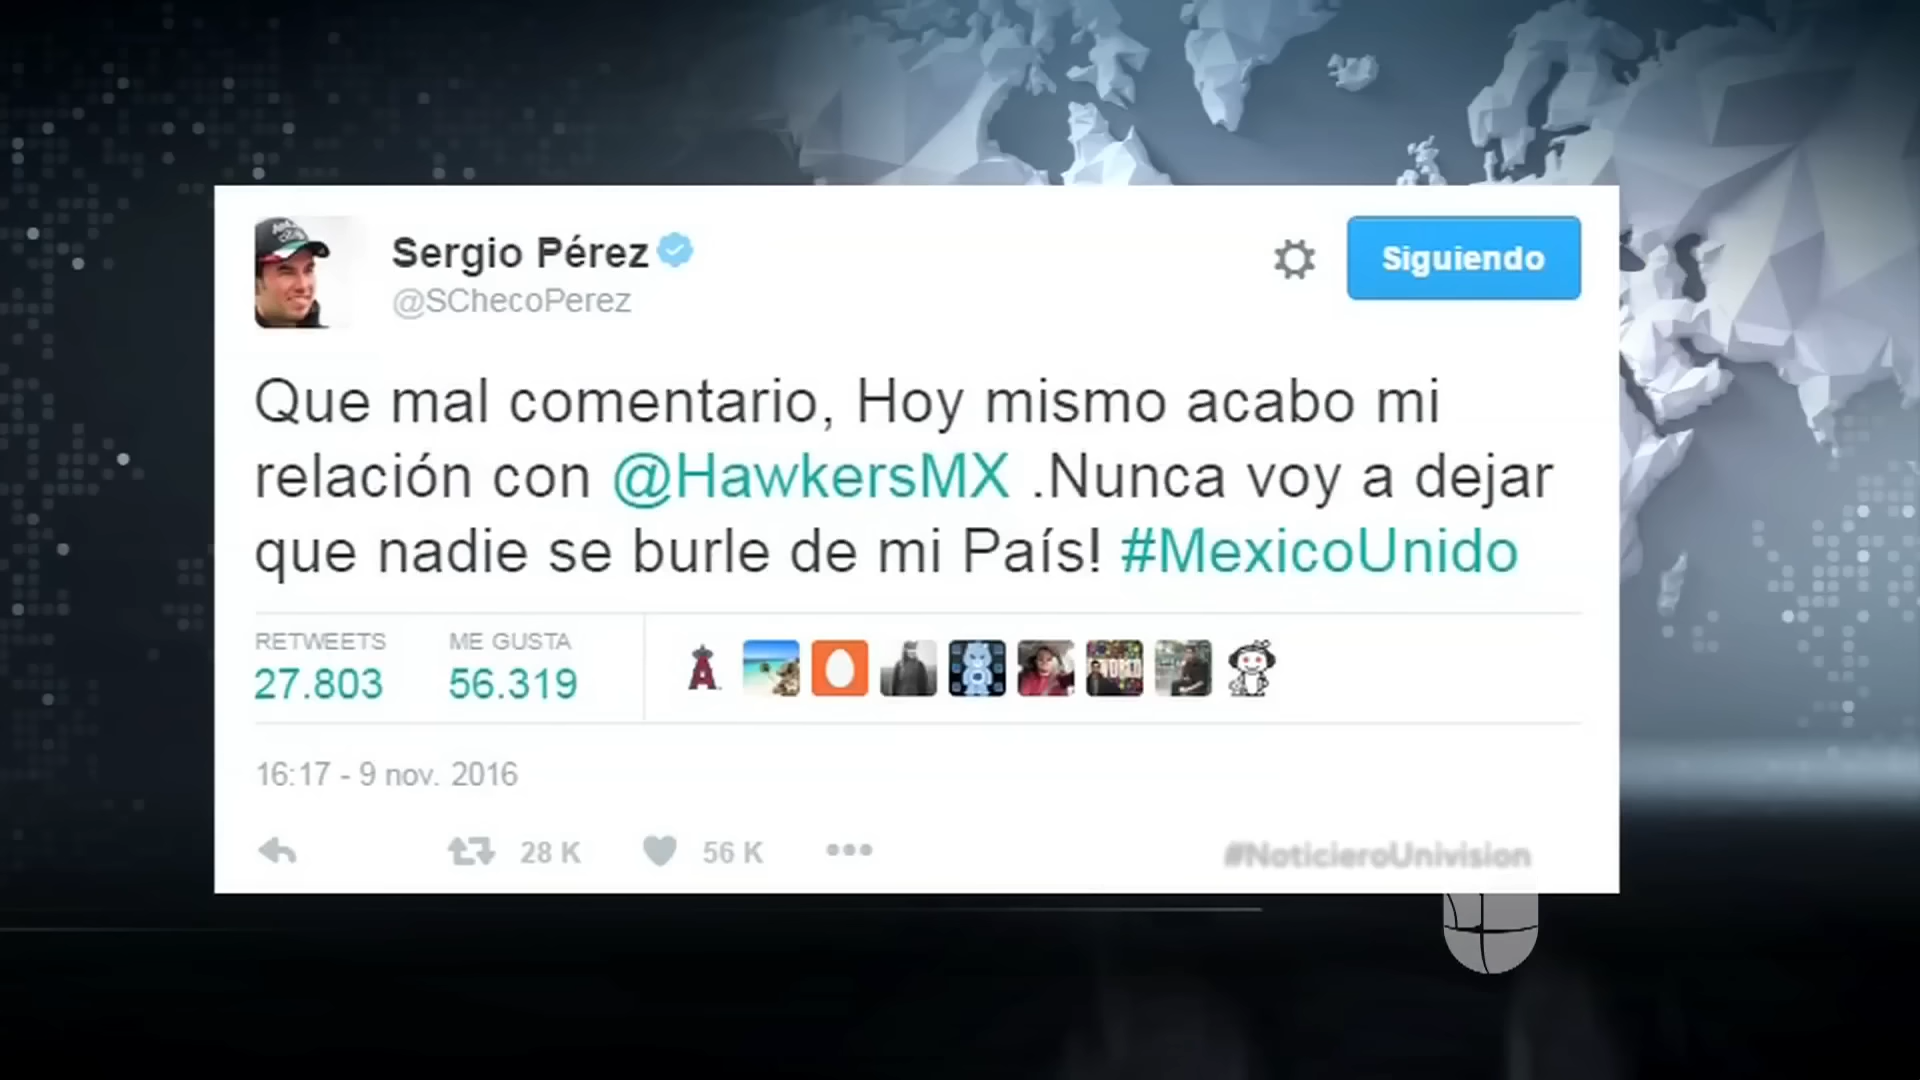 Sergio Pérez
@SChecoPerez
Siguiendo
Que mal comentario, Hoy mismo acabo mi
relación con @HawkersMX .Nunca voy a dejar
que nadie se burle de mi País! #MexicoUnido
RETWEETS
ME GUSTA
27.803
56.319
A
WORLD
16:17 - 9 nov. 2016
28 K
56 K
#NoticieroUnivision